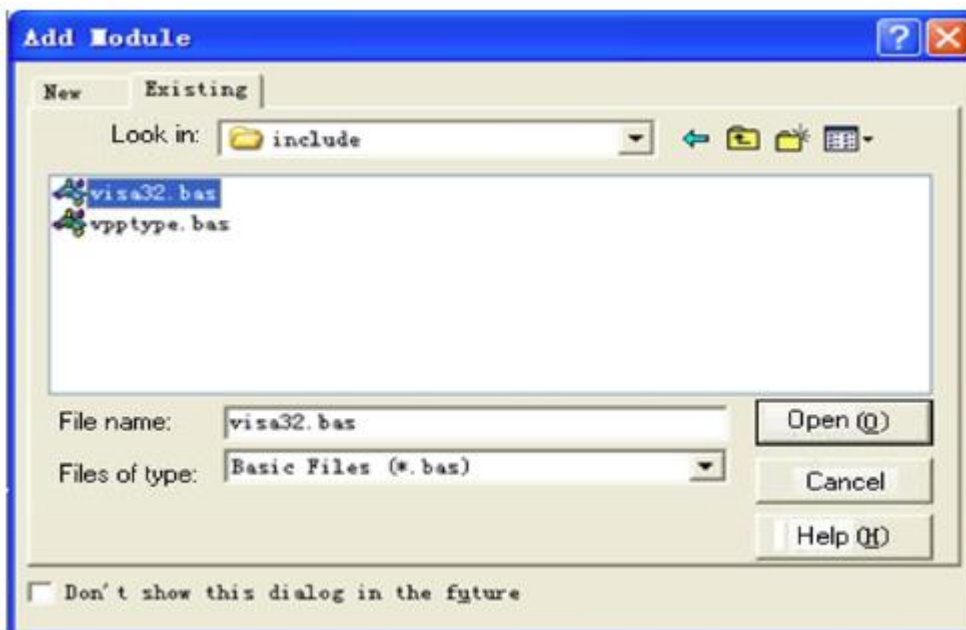 Add Module
New Existing
Look in: include
visa32.bas
vpptype.bas
File name: visa32.bas Open (O)
Files of type: Basic Files (*.bas)
Cancel
Help (H)
Don't show this dialog in the future